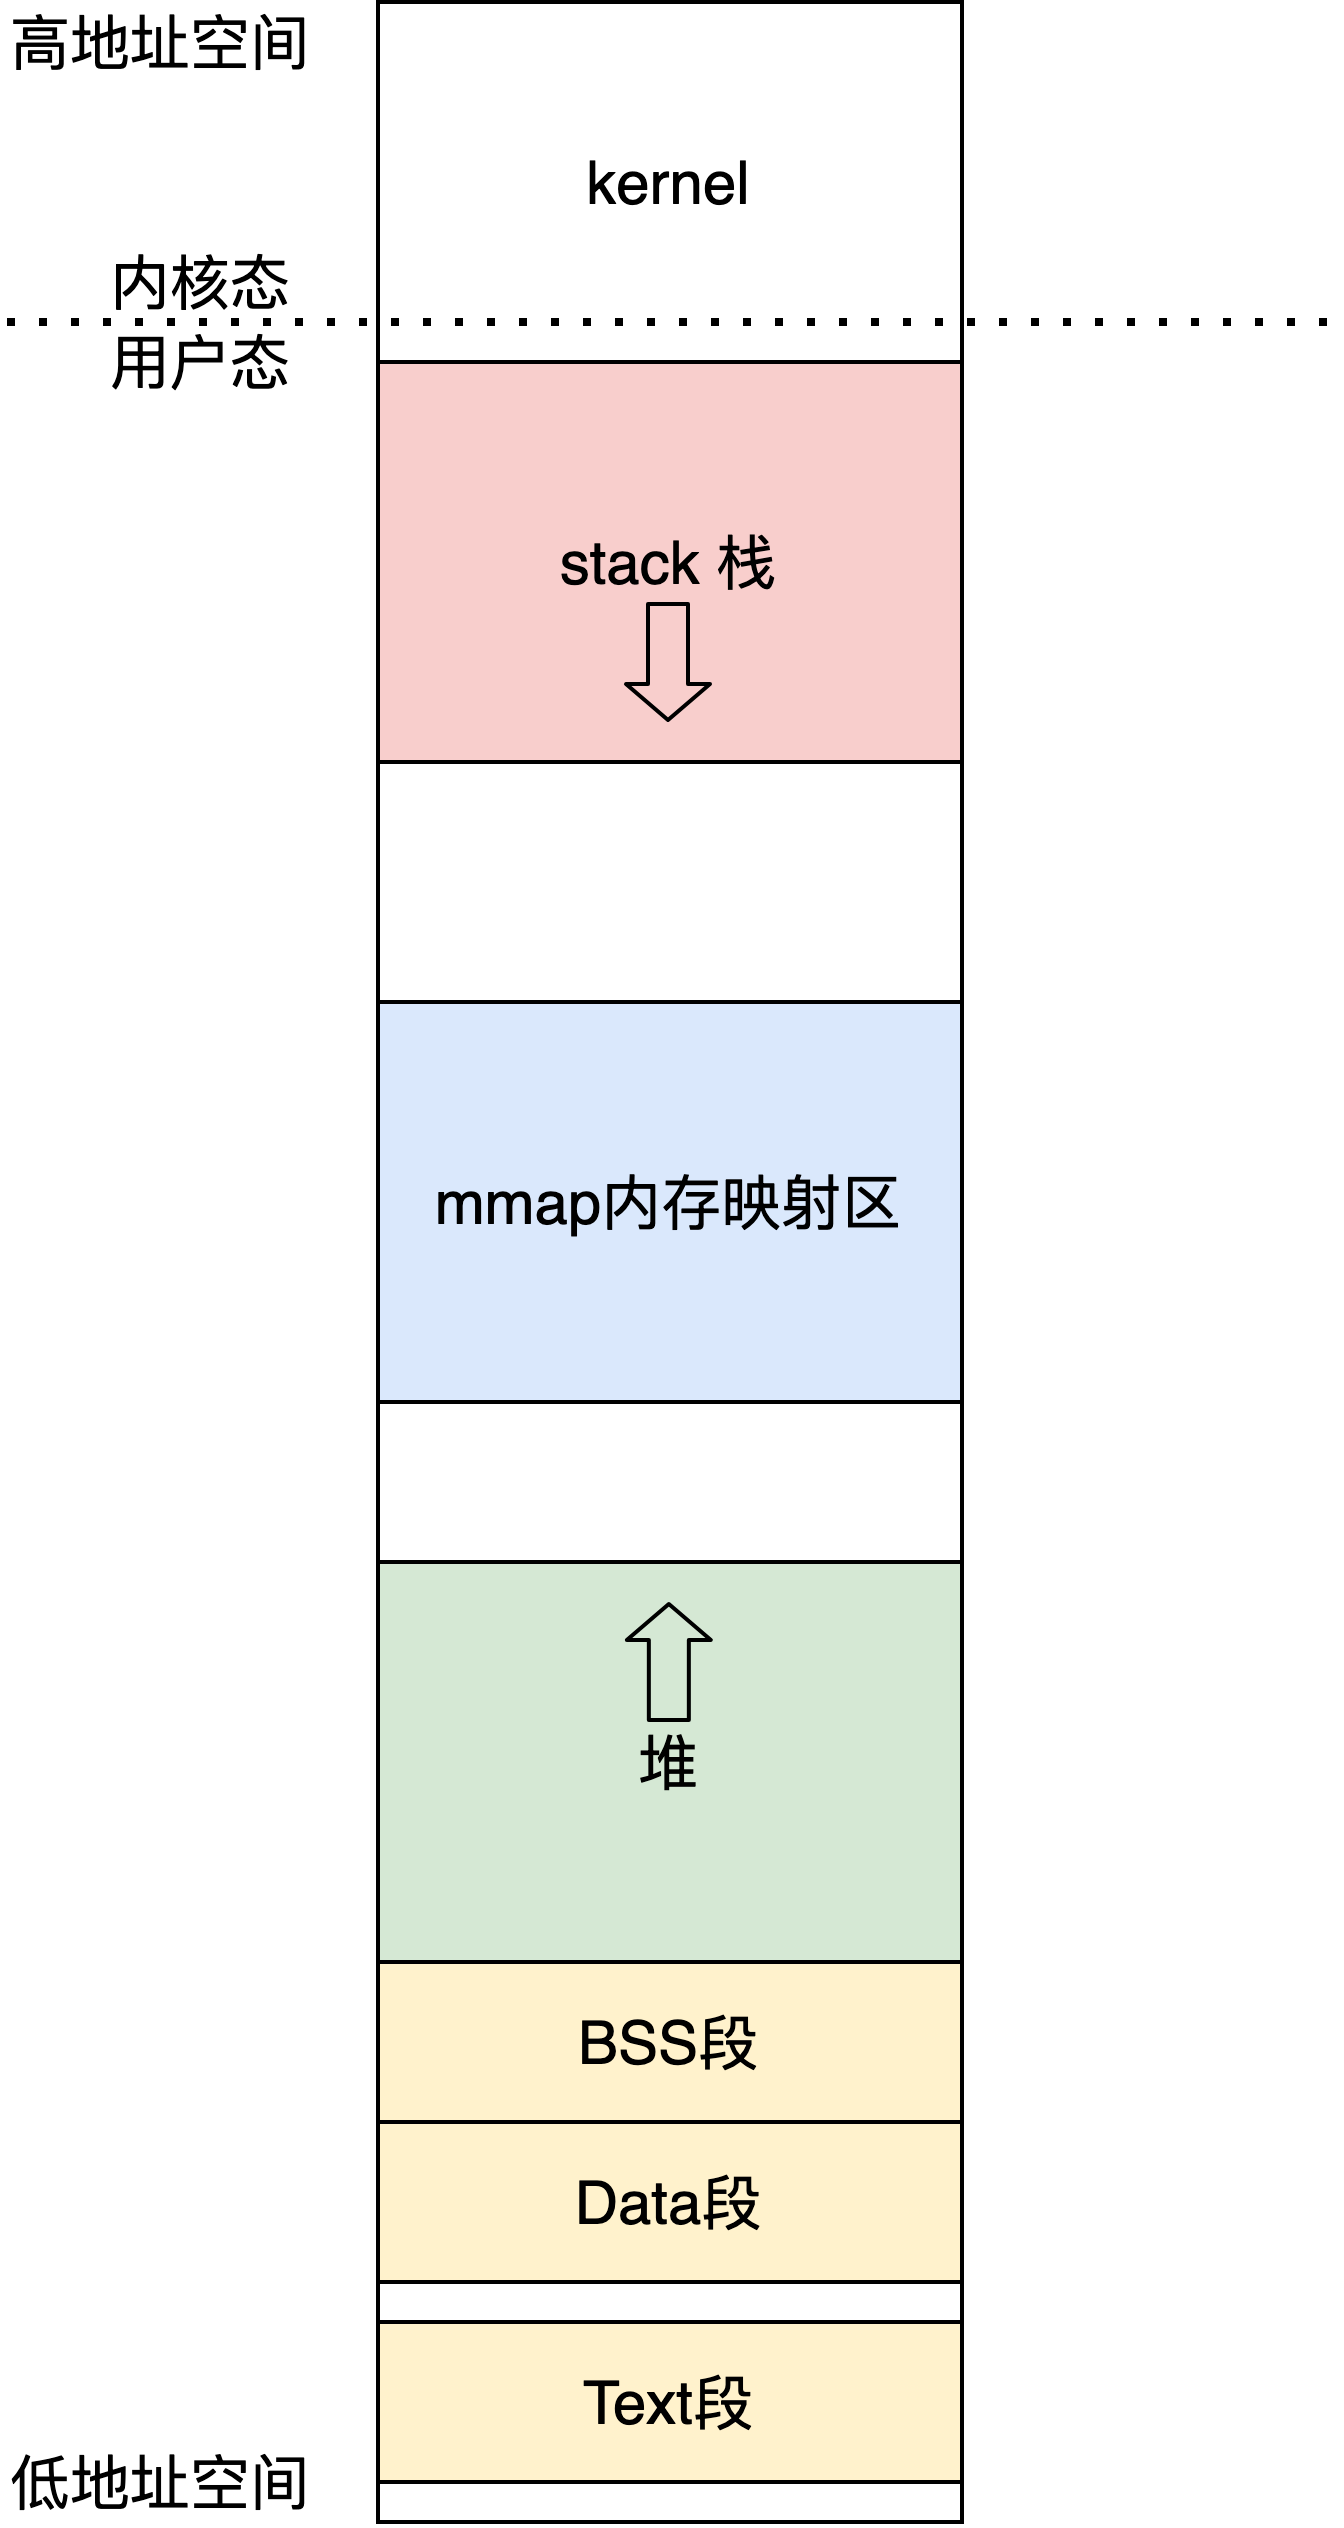 高地址空间
kernel
内核态
用户态
stack 栈
mmap内存映射区
堆
BSS段
Data段
Text段
低地址空间